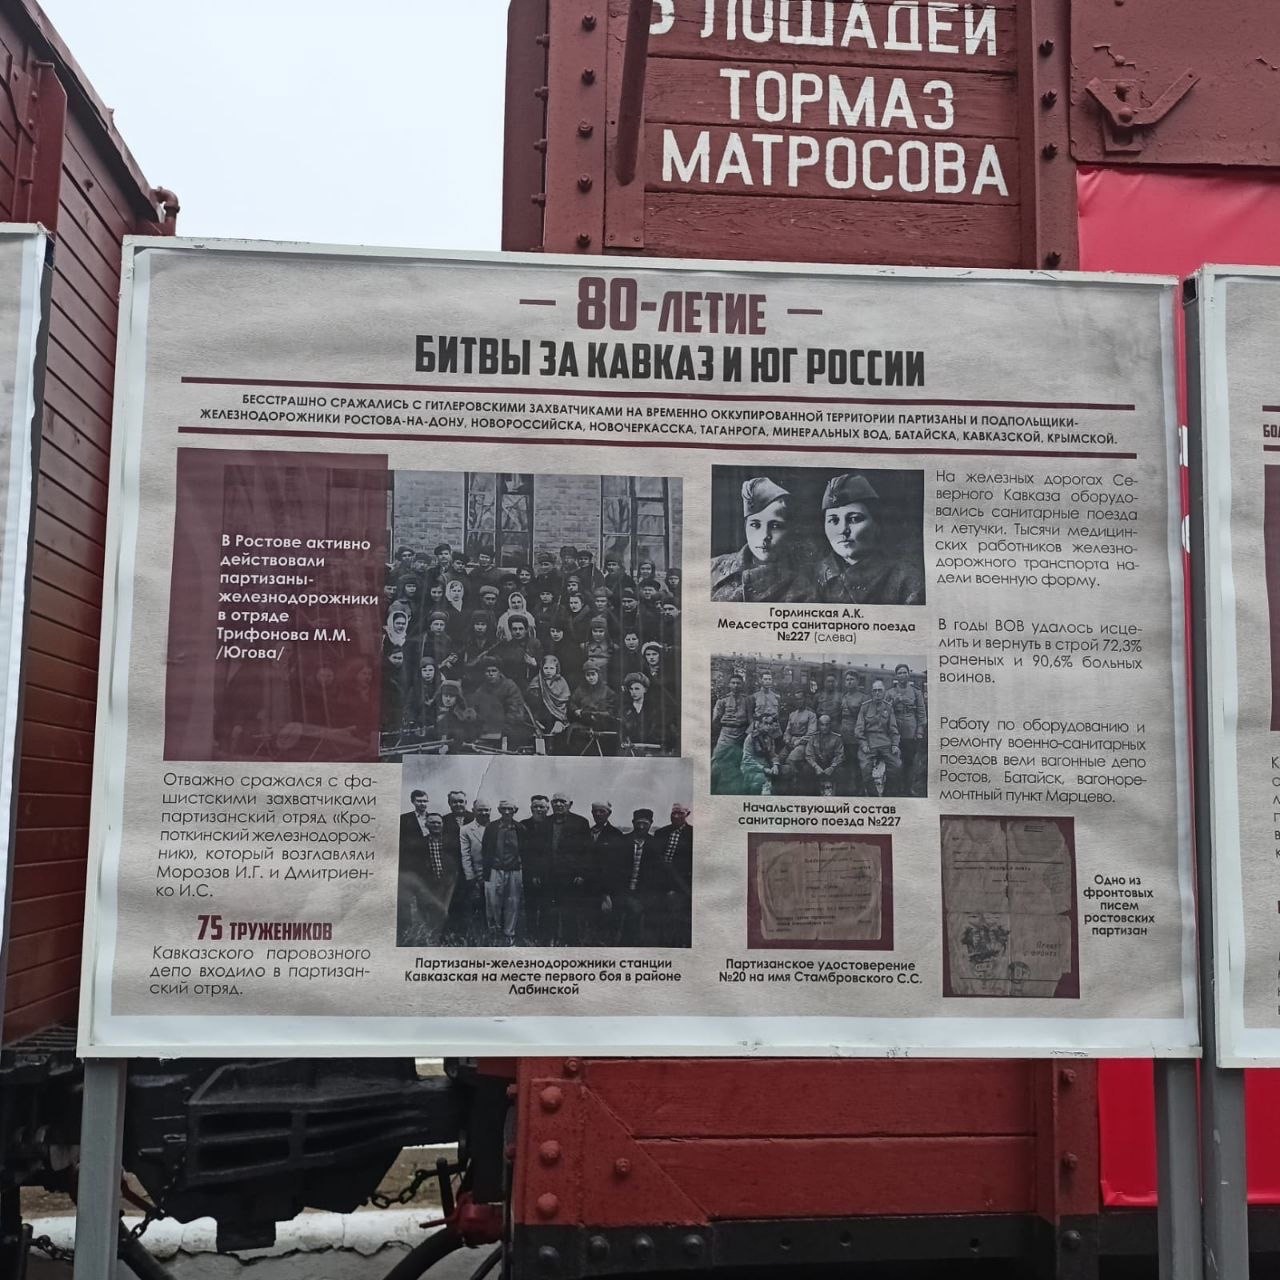 ЛОШАДЕЙ
ТОРМАЗ
МАТРОСОВА
— 80-ЛЕТИЕ —
БИТВЫ ЗА КАВКАЗ И ЮГ РОССИИ
БЕССТРАШНО СРАЖАЛИСЬ С ГИТЛЕРОВСКИМИ ЗАХВАТЧИКАМИ НА ВРЕМЕННО ОККУПИРОВАННОЙ ТЕРРИТОРИИ ПАРТИЗАНЫ И ПОДПОЛЬЩИКИ-
ЖЕЛЕЗНОДОРОЖНИКИ РОСТОВА-НА-ДОНУ, НОВОРОССИЙСКА, НОВОЧЕРКАССКА, ТАГАНРОГА, МИНЕРАЛЬНЫХ ВОД, БАТАЙСКА, КАВКАЗСКОЙ, КРЫМСКОЙ.
В Ростове активно
действовали
партизаны-
железнодорожники
в отряде
Трифонова М.М.
/Югова/
Отважно сражался с фа-
шистскими захватчиками
партизанский отряд «Кро-
поткинский железнодорож-
ник», который возглавляли
Морозов И.Г. и Дмитриен-
ко И.С.
75 ТРУЖЕНИКОВ
Кавказского паровозного
депо входило в партизан-
ский отряд.
Партизаны-железнодорожники станции
Кавказская на месте первого боя в районе
Лабинской
Горлинская А.К.
Медсестра санитарного поезда
№227 (слева)
Начальствующий состав
санитарного поезда №227
Партизанское удостоверение
№20 на имя Стамбровского С.С.
На железных дорогах Се-
верного Кавказа оборудо-
вались санитарные поезда
и летучки. Тысячи медицин-
ских работников железно-
дорожного транспорта на-
дели военную форму.
В годы ВОВ удалось исце-
лить и вернуть в строй 72,3%
раненых и 90,6% больных
воинов.
Работу по оборудованию и
ремонту военно-санитарных
поездов вели вагонные депо
Ростов, Батайск, вагоноре-
монтный пункт Марцево.
Одно из
фронтовых
писем
ростовских
партизан